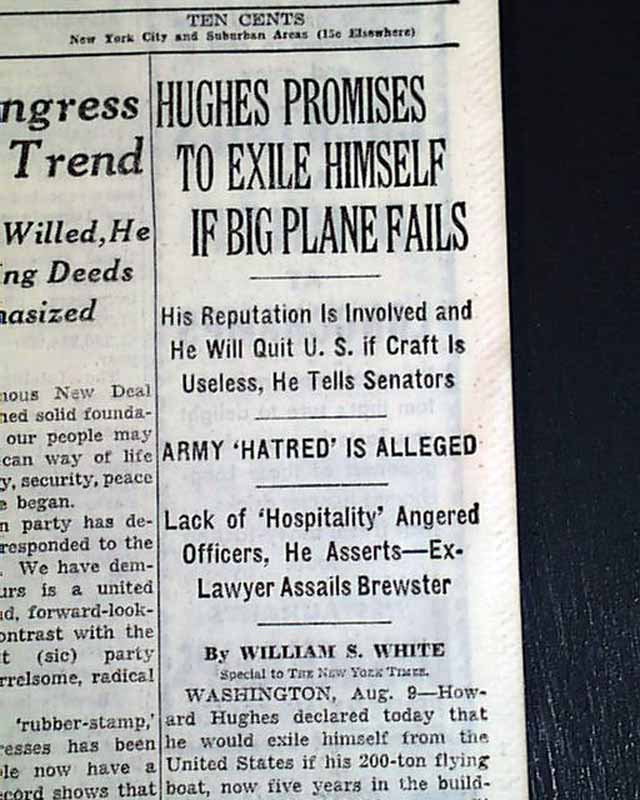 TEN CENTS
New York City and Suburban Areas (15c Elsewhere)
ngress
Trend
Willed, He
ng Deeds
asized
nous New Deal
ned solid founda-
our people may
can way of life
y, security, peace
e began.
n party has de-
responded to the
. We have dem-
urs is a united
d, forward-look-
ontrast with the
t (sic) party
rrelsome, radical
'rubber-stamp,'
esses has been
le now have a
ecord shows that
HUGHES PROMISES
TO EXILE HIMSELF
IF BIG PLANE FAILS
His Reputation Is Involved and
He Will Quit U. S. if Craft Is
Useless, He Tells Senators
ARMY 'HATRED' IS ALLEGED
Lack of 'Hospitality' Angered
Officers, He Asserts—Ex-
Lawyer Assails Brewster
By WILLIAM S. WHITE
Special to THE NEW YORK TIMES.
WASHINGTON, Aug. 9—How-
ard Hughes declared today that
he would exile himself from the
United States if his 200-ton flying
boat, now five years in the build-